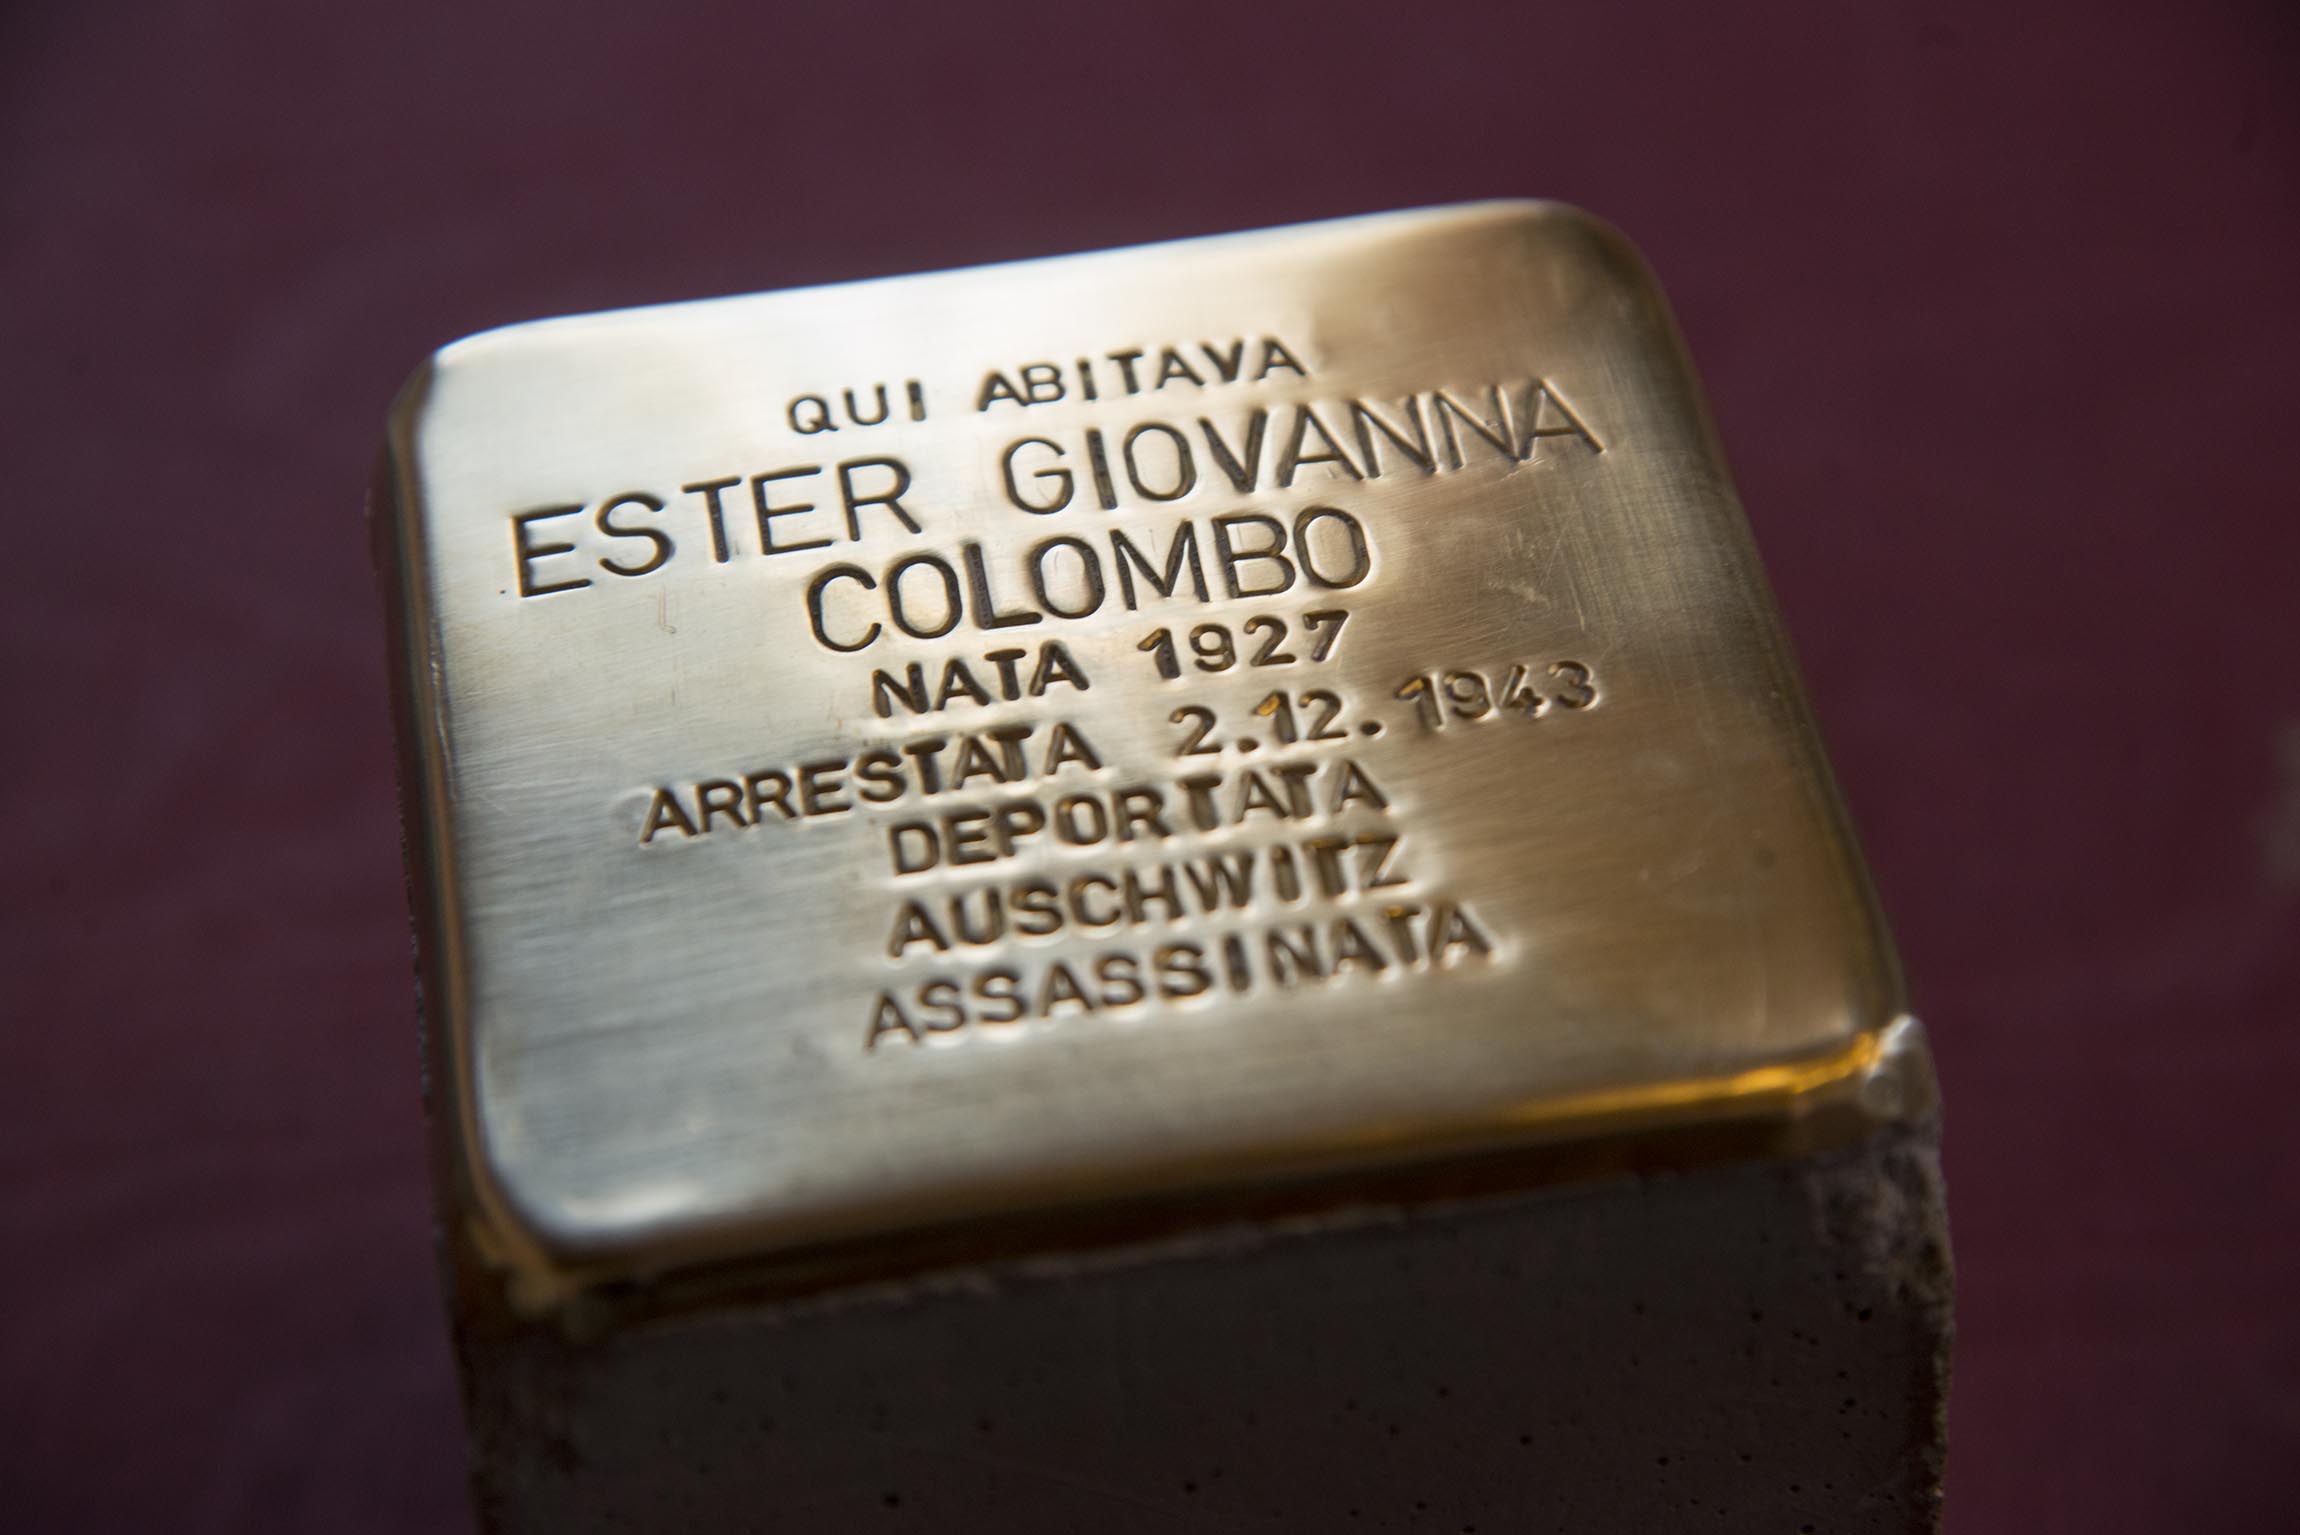 QUI ABITAVA
ESTER GIOVANNA
COLOMBO
NATA 1927
ARRESTATA 2.12.1943
DEPORTATA
AUSCHWITZ
ASSASSINATA